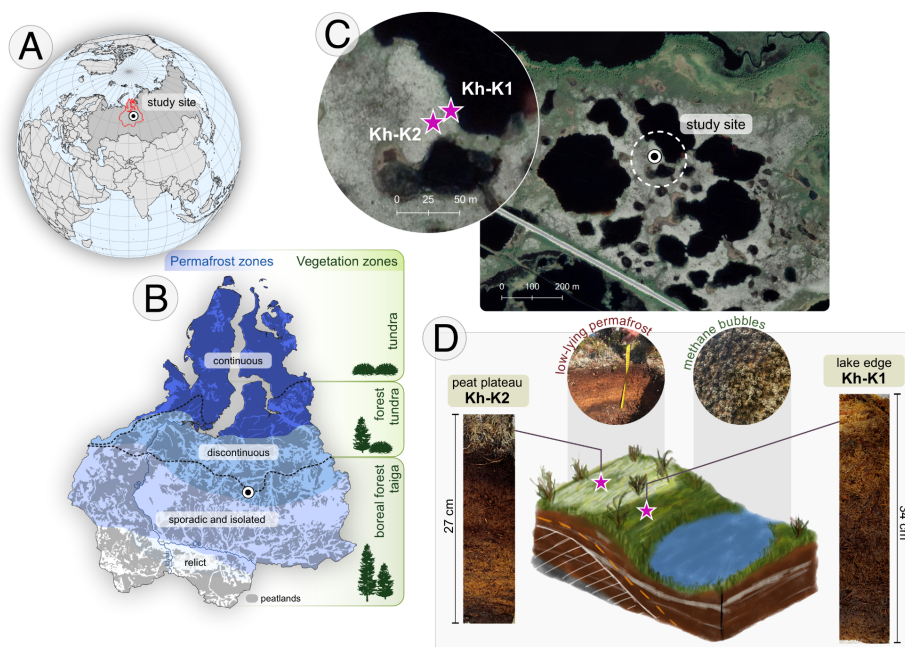 A
study site
B
Permafrost zones
Vegetation zones
continuous
discontinuous
sporadic and isolated
relict
peatlands
tundra
forest
tundra
boreal forest
taiga
C
Kh-K1
Kh-K2
0 25 50 m
study site
0 100 200 m
D
low-lying permafrost
methane bubbles
peat plateau
Kh-K2
lake edge
Kh-K1
27 cm
34 cm